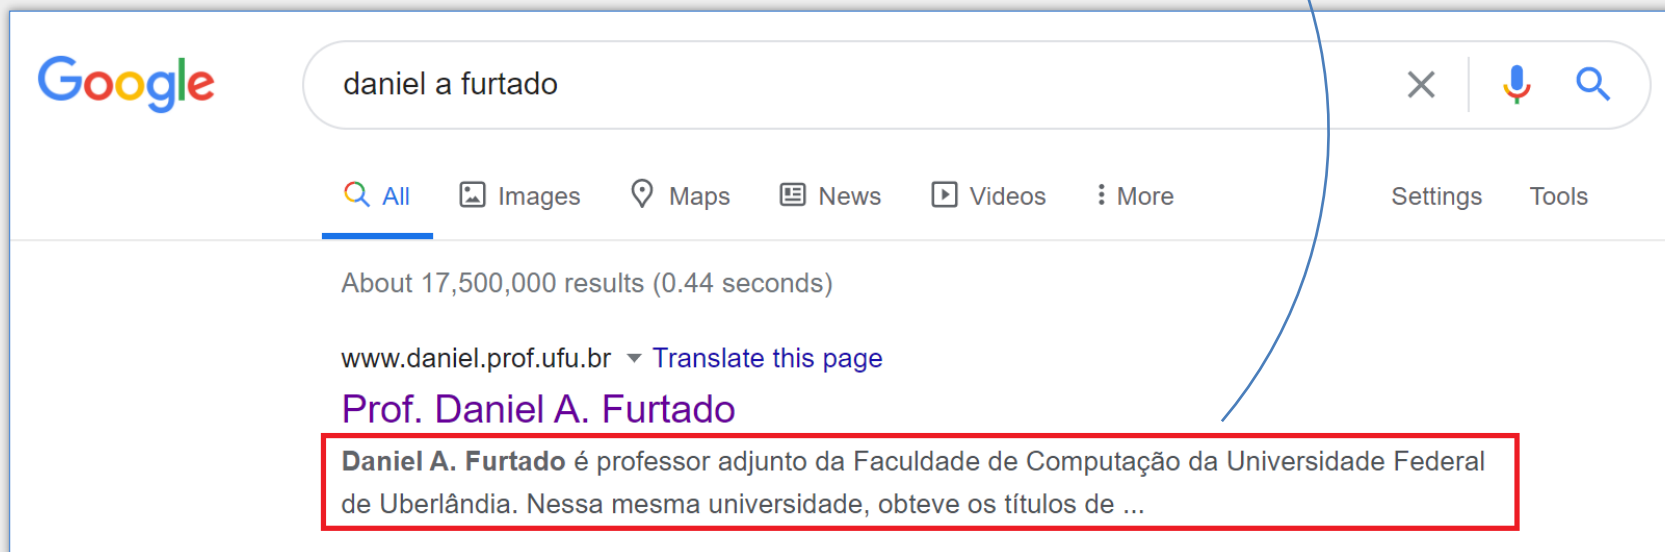 Google
daniel a furtado
All Images Maps News Videos More Settings Tools
About 17,500,000 results (0.44 seconds)
www.daniel.prof.ufu.br Translate this page
Prof. Daniel A. Furtado
Daniel A. Furtado é professor adjunto da Faculdade de Computação da Universidade Federal
de Uberlândia. Nessa mesma universidade, obteve os títulos de ...